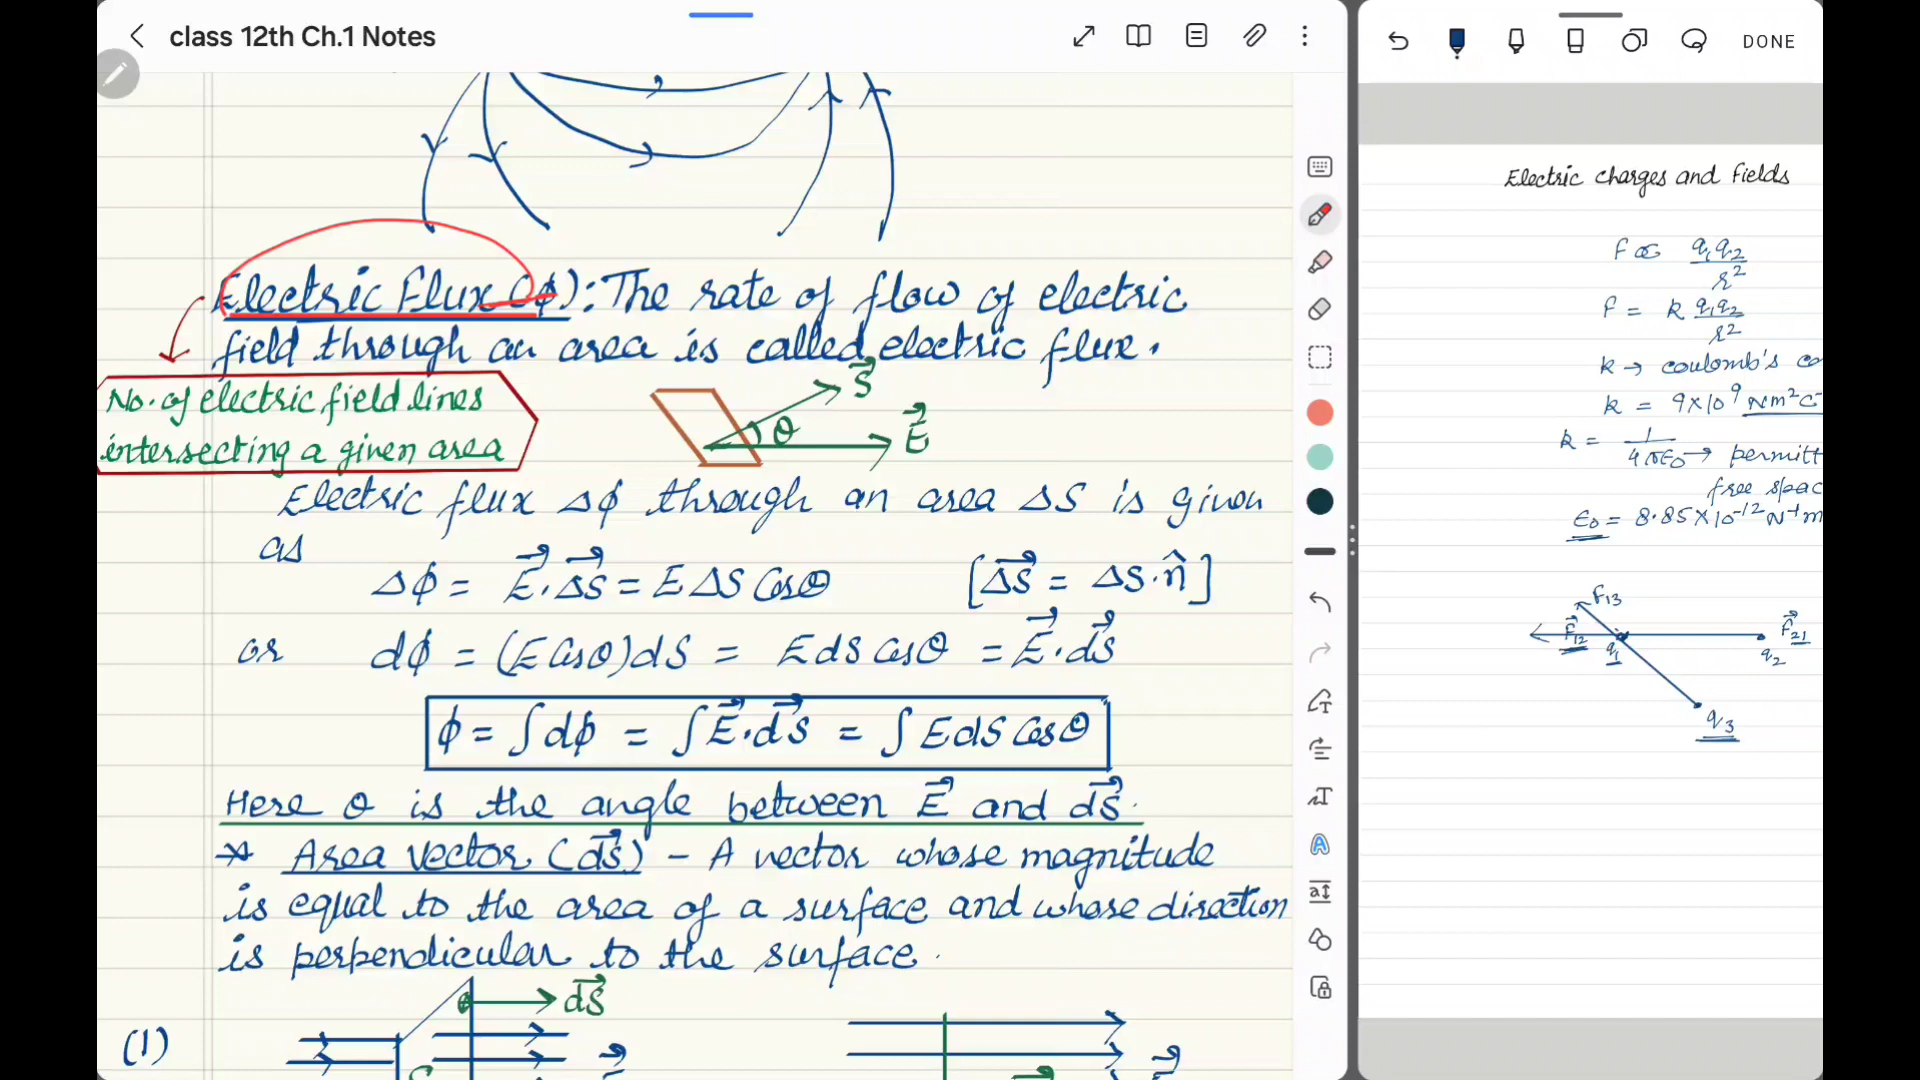 class 12th Ch.1 Notes
Electric Flux (ϕ): The rate of flow of electric
field through an area is called electric flux.
No. of electric field lines
intersecting a given area
S⃗
θ
E⃗
Electric flux Δϕ through an area ΔS is given
as
Δϕ = E⃗.ΔS⃗ = EΔS Cosθ [ΔS⃗ = ΔS.n̂]
or dϕ = (E Cosθ)dS = EdS cosθ = E⃗.dS⃗
ϕ = ∫dϕ = ∫E⃗.dS⃗ = ∫EdS Cosθ
Here θ is the angle between E⃗ and dS⃗.
* Area vector (dS⃗) – A vector whose magnitude
is equal to the area of a surface and whose direction
is perpendicular to the surface.
dS⃗
(1)
DONE
Electric charges and fields
F ∝ q₁q₂/r²
F = k q₁q₂/r²
k → coulomb's co
k = 9×10⁹ Nm²C⁻
k = 1/4πε₀ → permitt
free spac
ε₀ = 8.85×10⁻¹² N⁻¹m
F₁₃
F⃗₁₂
F⃗₂₁
q₁
q₂
q₃